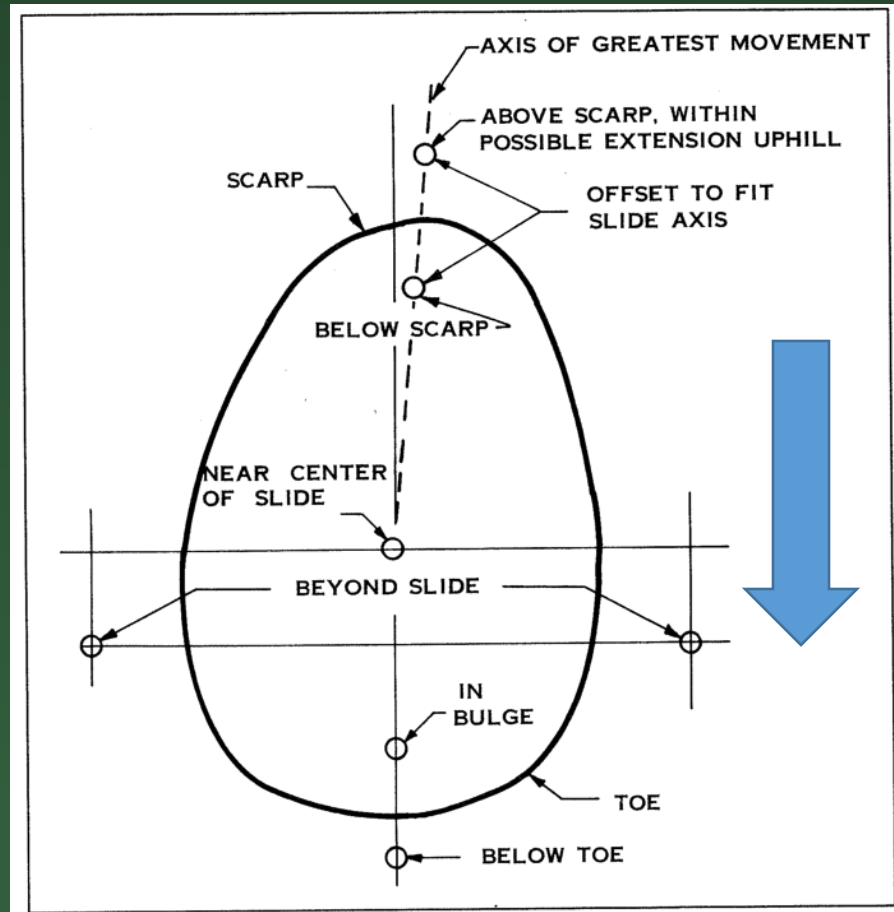 AXIS OF GREATEST MOVEMENT
ABOVE SCARP, WITHIN
POSSIBLE EXTENSION UPHILL
SCARP
OFFSET TO FIT
SLIDE AXIS
BELOW SCARP
NEAR CENTER
OF SLIDE
BEYOND SLIDE
IN
BULGE
TOE
BELOW TOE